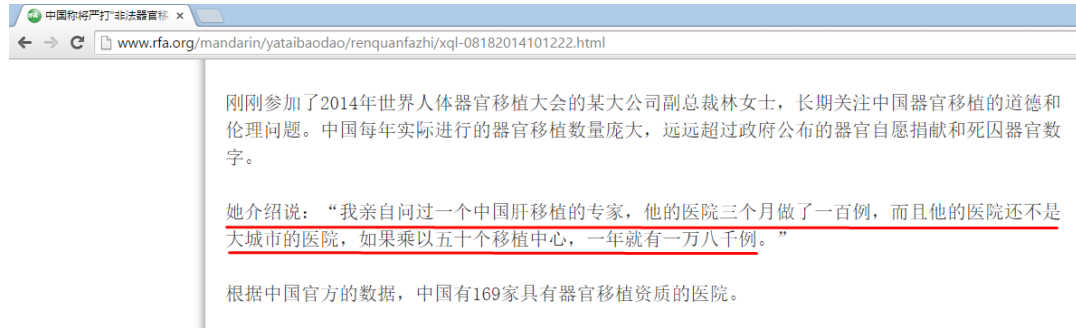 中国称将严打"非法器官移
www.rfa.org/mandarin/yataibaodao/renquanfazhi/xql-08182014101222.html
刚刚参加了2014年世界人体器官移植大会的某大公司副总裁林女士，长期关注中国器官移植的道德和
伦理问题。中国每年实际进行的器官移植数量庞大，远远超过政府公布的器官自愿捐献和死囚器官数
字。
她介绍说：“我亲自问过一个中国肝移植的专家，他的医院三个月做了一百例，而且他的医院还不是
大城市的医院，如果乘以五十个移植中心，一年就有一万八千例。”
根据中国官方的数据，中国有169家具有器官移植资质的医院。